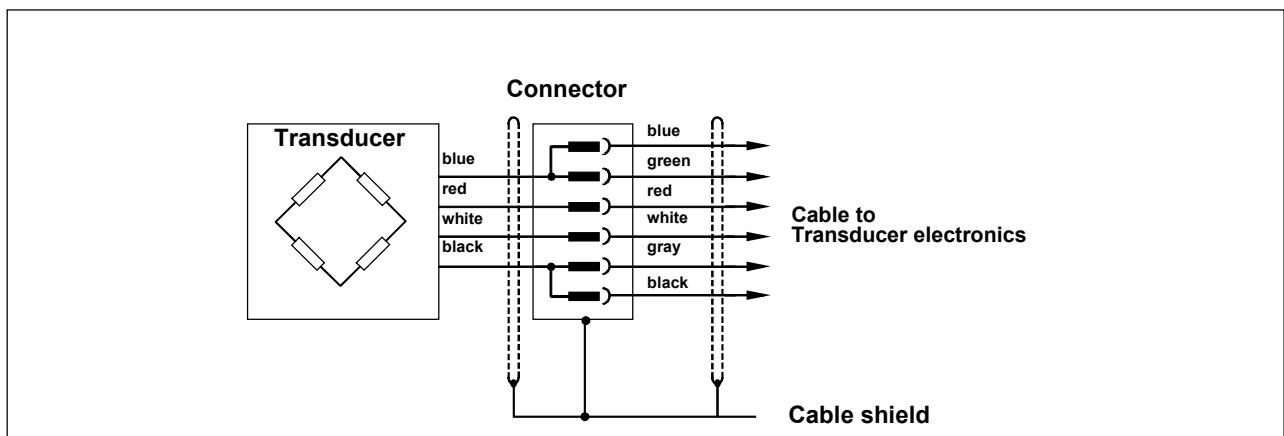 Connector
Transducer
blue
red
white
black
blue
green
red
white
gray
black
Cable to
Transducer electronics
Cable shield